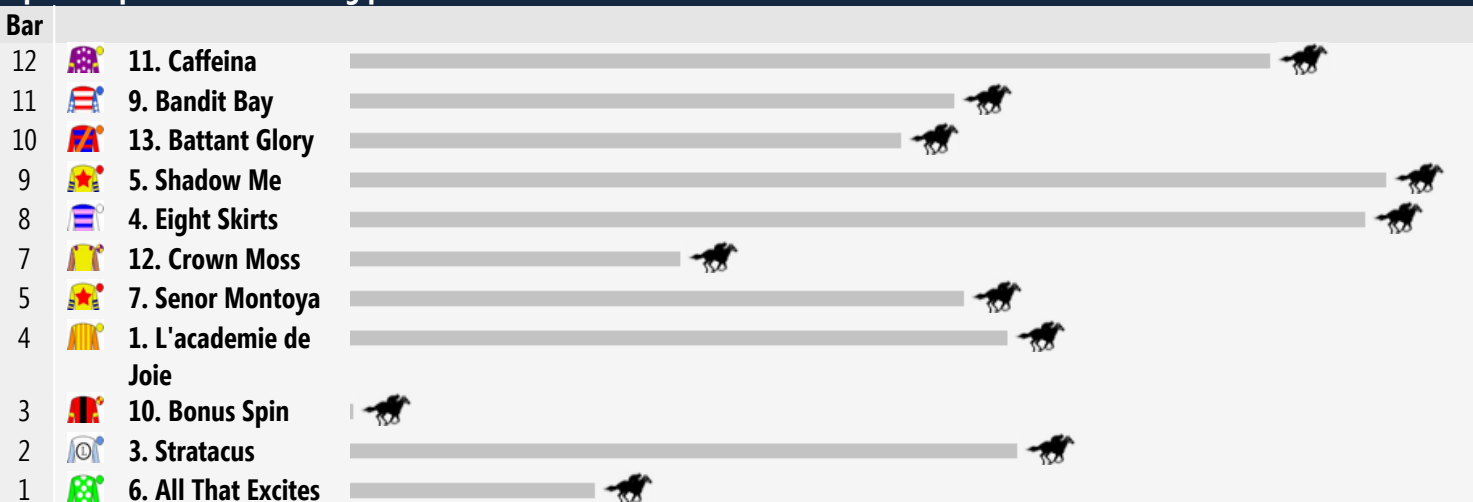 Bar
12 11. Caffeina
11 9. Bandit Bay
10 13. Battant Glory
9 5. Shadow Me
8 4. Eight Skirts
7 12. Crown Moss
5 7. Senor Montoya
4 1. L'academie de
Joie
3 10. Bonus Spin
2 3. Stratacus
1 6. All That Excites